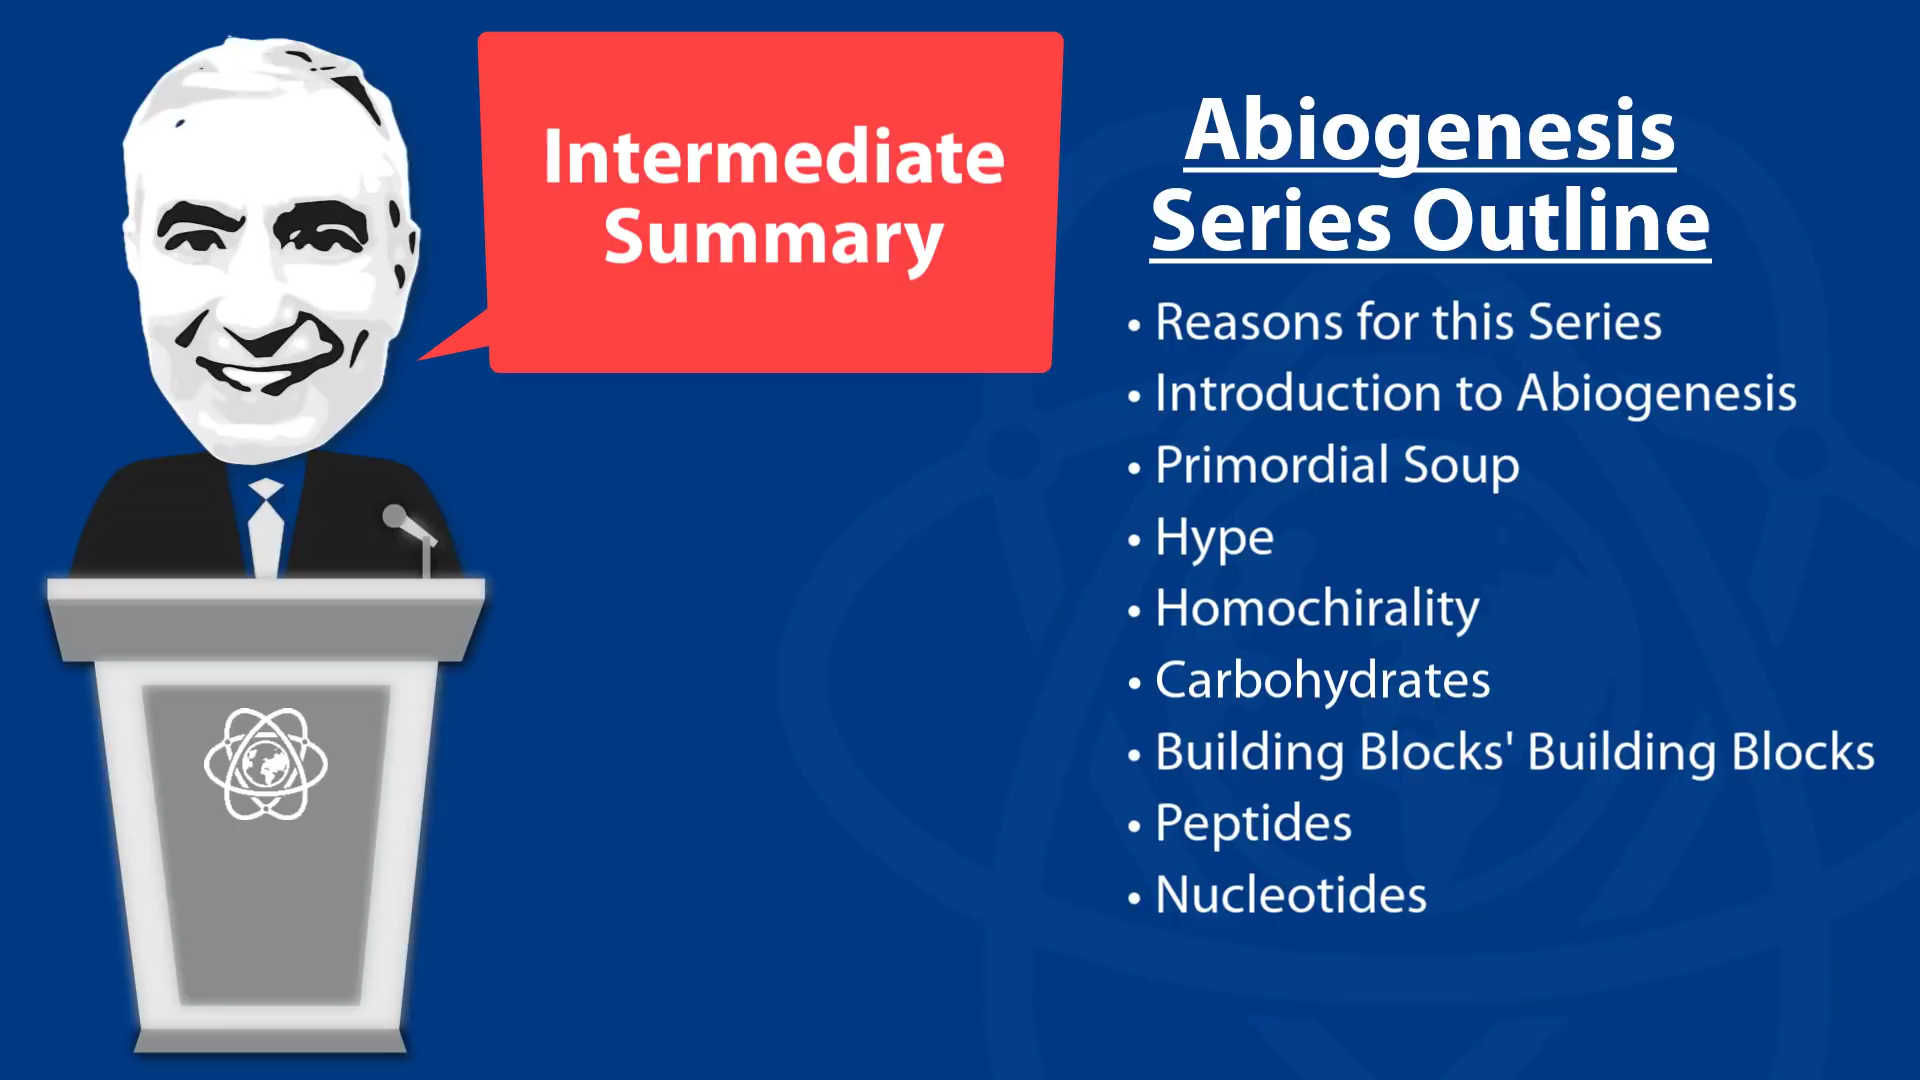 Intermediate
Summary
Abiogenesis
Series Outline
• Reasons for this Series
• Introduction to Abiogenesis
• Primordial Soup
• Hype
• Homochirality
• Carbohydrates
• Building Blocks' Building Blocks
• Peptides
• Nucleotides